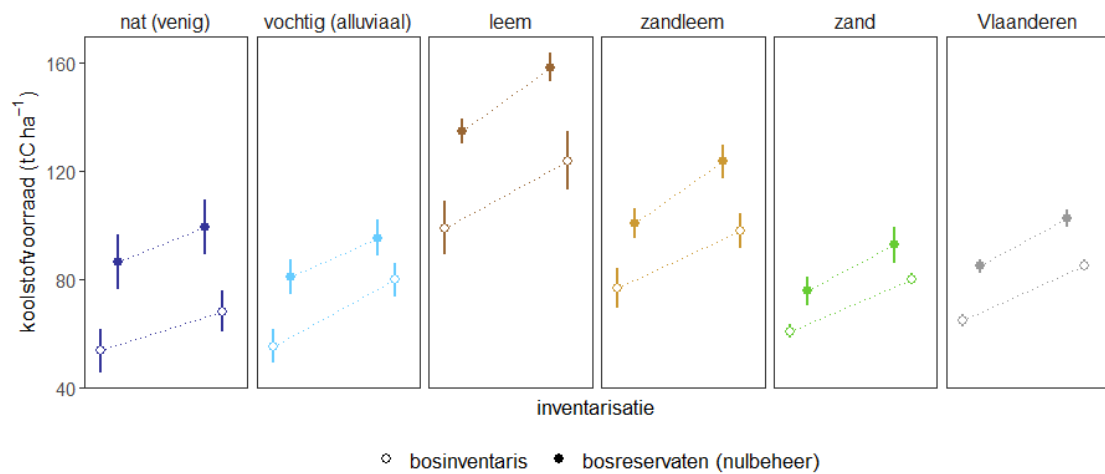 nat (venig) vochtig (alluviaal) leem zandleem zand Vlaanderen
koolstofvoorraad (tC ha⁻¹)
160
120
80
40
inventarisatie
bosinventaris bosreservaten (nulbeheer)